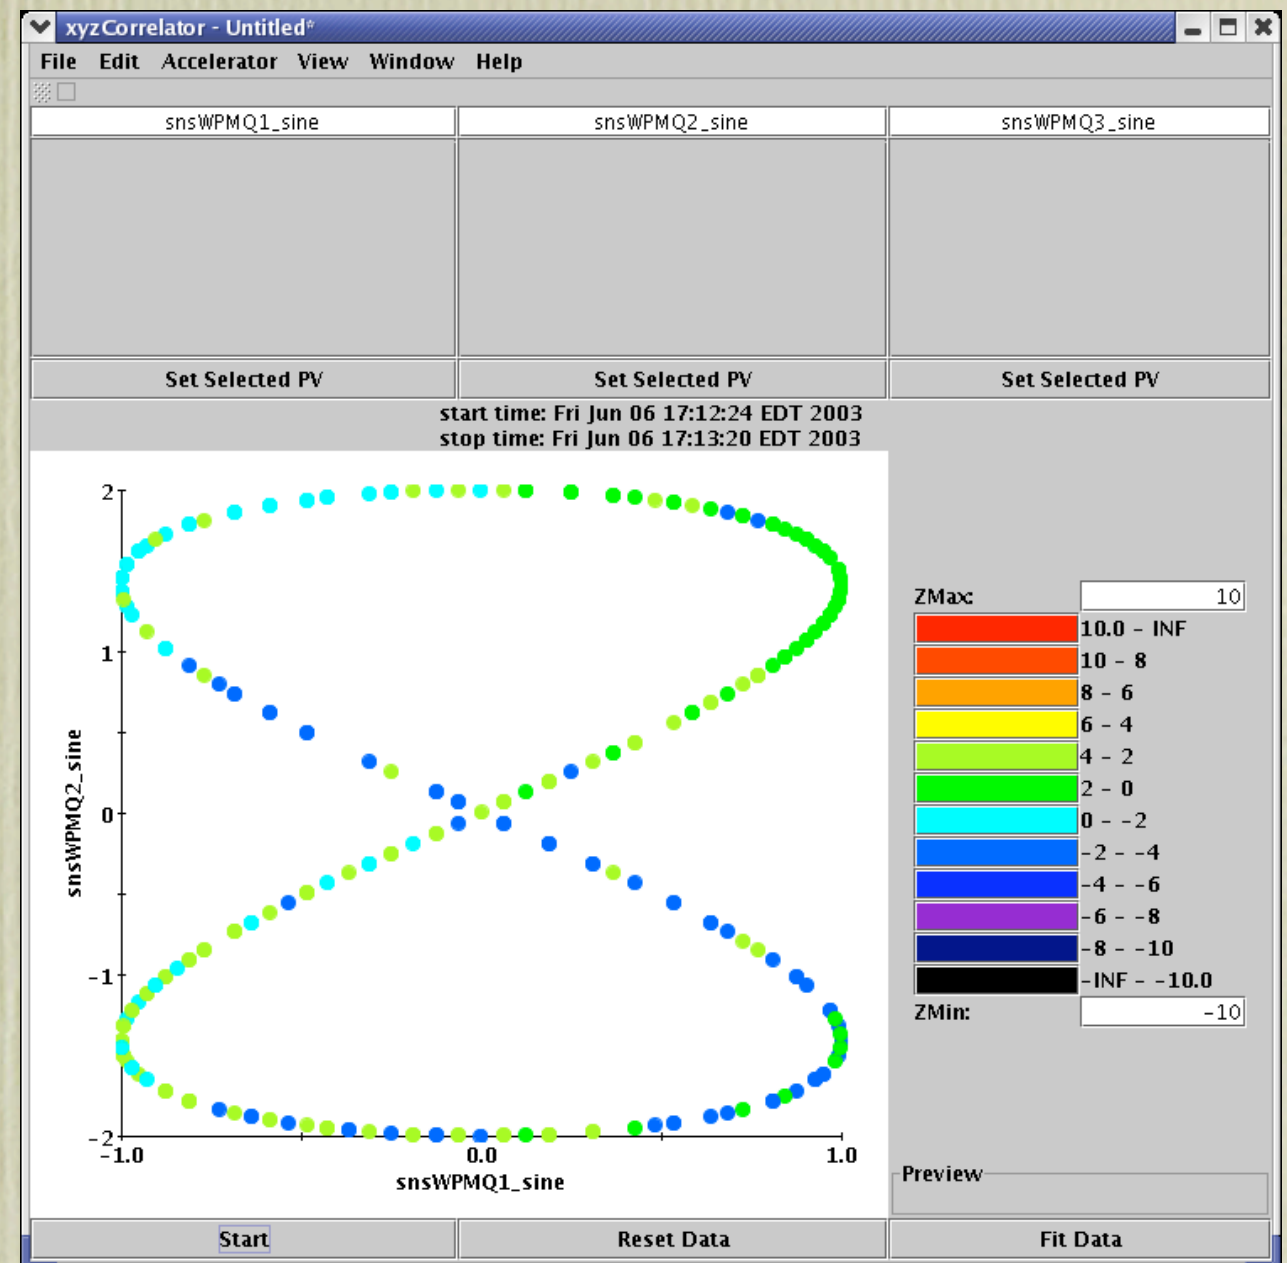 xyzCorrelator - Untitled*
File Edit Accelerator View Window Help
snsWPMQ1_sine snsWPMQ2_sine snsWPMQ3_sine
Set Selected PV Set Selected PV Set Selected PV
start time: Fri Jun 06 17:12:24 EDT 2003
stop time: Fri Jun 06 17:13:20 EDT 2003
2
1
0
-1
-2
snsWPMQ2_sine
-1.0 0.0 1.0
snsWPMQ1_sine
ZMax: 10
10.0 - INF
10 - 8
8 - 6
6 - 4
4 - 2
2 - 0
0 - -2
-2 - -4
-4 - -6
-6 - -8
-8 - -10
-INF - -10.0
ZMin: -10
Preview
Start Reset Data Fit Data